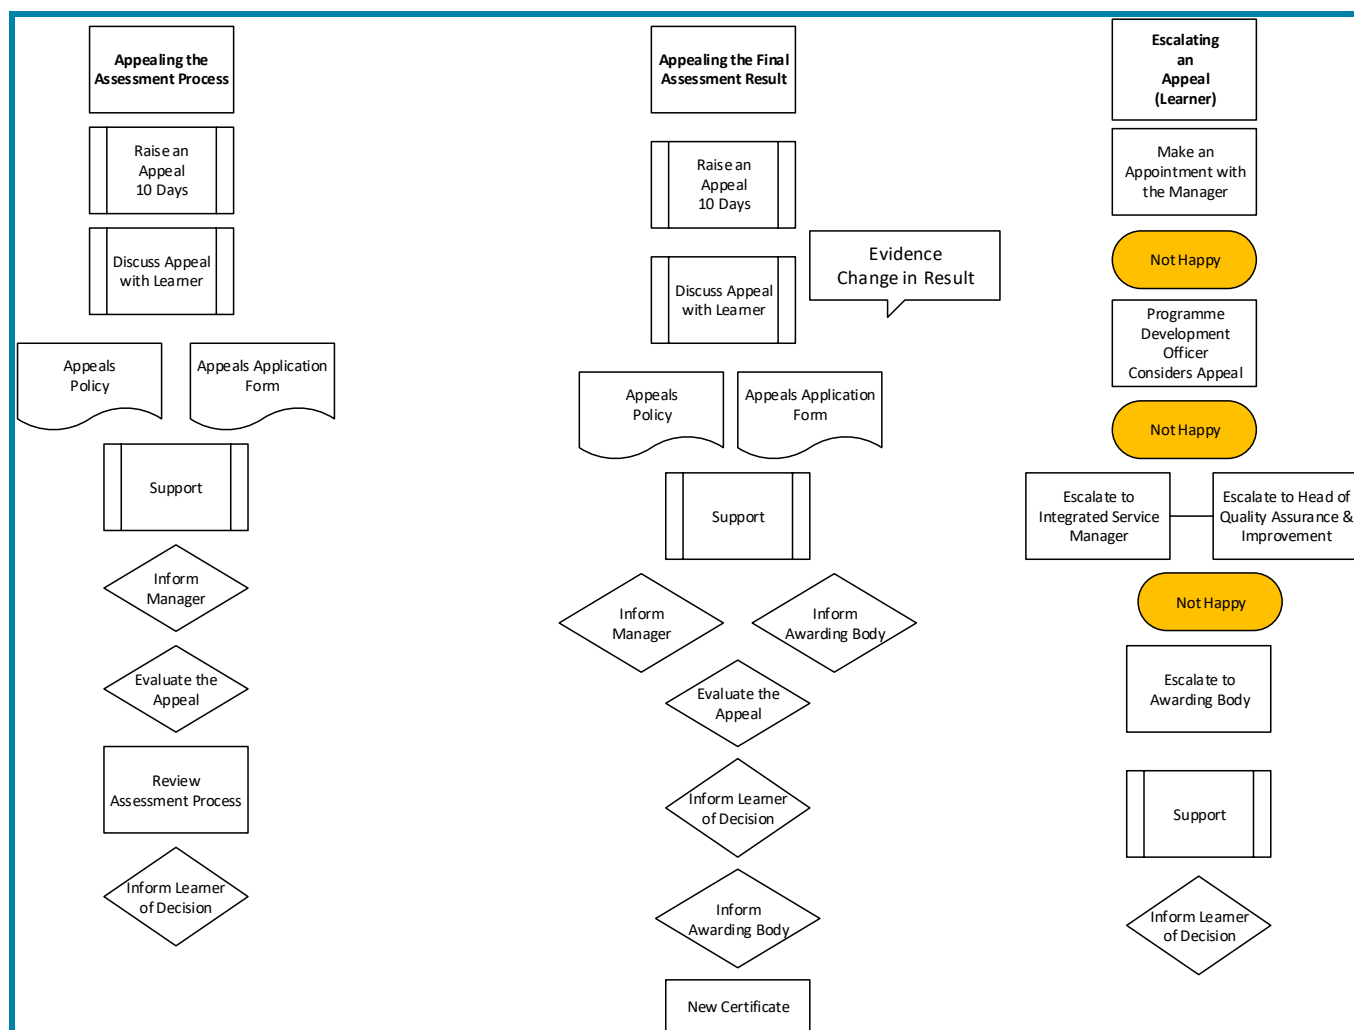 Appealing the
Assessment Process
Raise an
Appeal
10 Days
Discuss Appeal
with Learner
Appeals
Policy
Appeals Application
Form
Support
Inform
Manager
Evaluate the
Appeal
Review
Assessment Process
Inform Learner
of Decision
Appealing the Final
Assessment Result
Raise an
Appeal
10 Days
Evidence
Change in Result
Discuss Appeal
with Learner
Appeals
Policy
Appeals Application
Form
Support
Inform
Manager
Inform
Awarding Body
Evaluate the
Appeal
Inform Learner
of Decision
Inform
Awarding Body
New Certificate
Escalating
an
Appeal
(Learner)
Make an
Appointment with
the Manager
Not Happy
Programme
Development
Officer
Considers Appeal
Not Happy
Escalate to
Integrated Service
Manager
Escalate to Head of
Quality Assurance &
Improvement
Not Happy
Escalate to
Awarding Body
Support
Inform Learner
of Decision